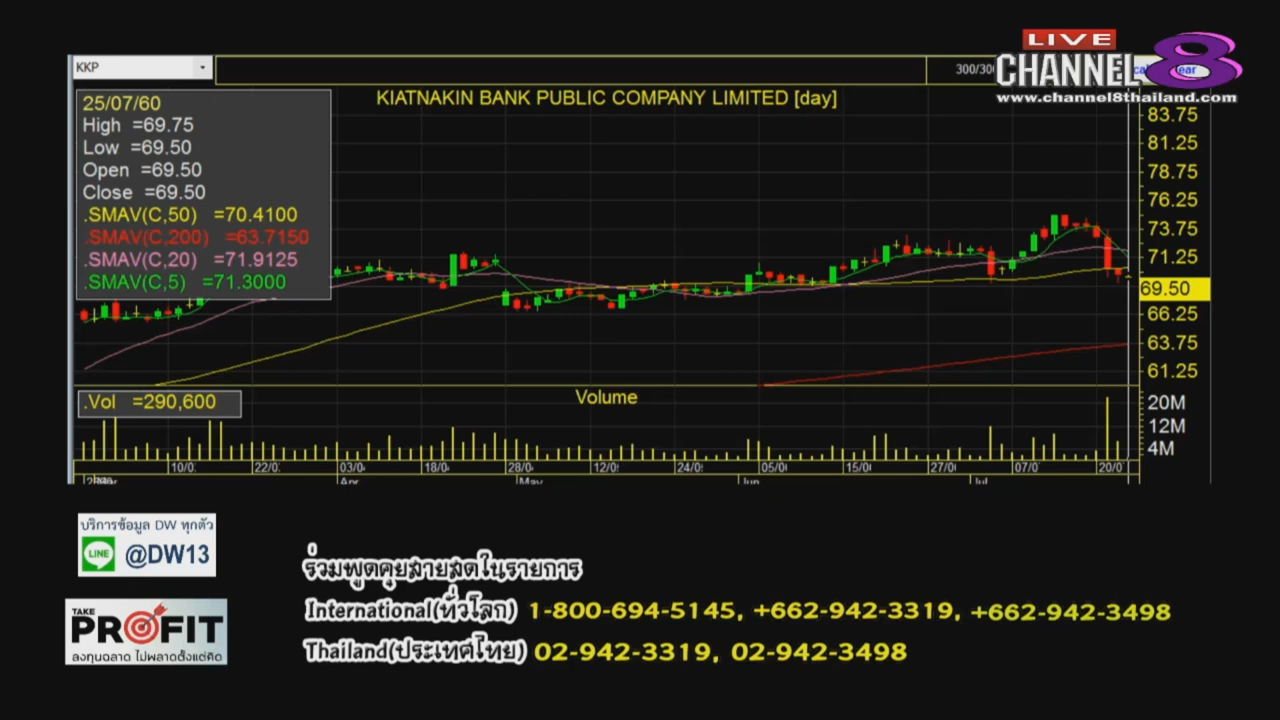 KKP
300/300
LIVE
CHANNEL 8
www.channel8thailand.com
KIATNAKIN BANK PUBLIC COMPANY LIMITED [day]
25/07/60
High =69.75
Low =69.50
Open =69.50
Close =69.50
.SMAV(C,50) =70.4100
.SMAV(C,200) =63.7150
.SMAV(C,20) =71.9125
.SMAV(C,5) =71.3000
83.75
81.25
78.75
76.25
73.75
71.25
69.50
66.25
63.75
61.25
.Vol =290,600
Volume
20M
12M
4M
10/0 22/0 03/0 18/0 28/0 12/0 24/0 05/0 15/0 27/0 07/0 20/0
Apr May Jun Jul
บริการข้อมูล DW ทุกตัว
LINE @DW13
TAKE
PROFIT
ลงทุนฉลาด ไม่พลาดตั้งแต่คิด
ร่วมพูดคุยสายสดในรายการ
International(ทั่วโลก) 1-800-694-5145, +662-942-3319, +662-942-3498
Thailand(ประเทศไทย) 02-942-3319, 02-942-3498